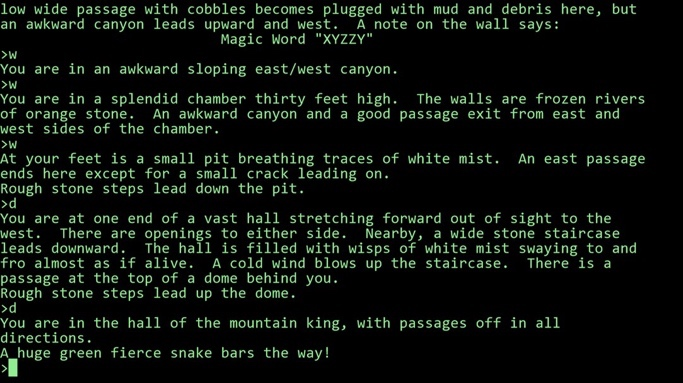 low wide passage with cobbles becomes plugged with mud and debris here, but
an awkward canyon leads upward and west.  A note on the wall says:
Magic Word "XYZZY"
>w
You are in an awkward sloping east/west canyon.
>w
You are in a splendid chamber thirty feet high.  The walls are frozen rivers
of orange stone.  An awkward canyon and a good passage exit from east and
west sides of the chamber.
>w
At your feet is a small pit breathing traces of white mist.  An east passage
ends here except for a small crack leading on.
Rough stone steps lead down the pit.
>d
You are at one end of a vast hall stretching forward out of sight to the
west.  There are openings to either side.  Nearby, a wide stone staircase
leads downward.  The hall is filled with wisps of white mist swaying to and
fro almost as if alive.  A cold wind blows up the staircase.  There is a
passage at the top of a dome behind you.
Rough stone steps lead up the dome.
>d
You are in the hall of the mountain king, with passages off in all
directions.
A huge green fierce snake bars the way!
>